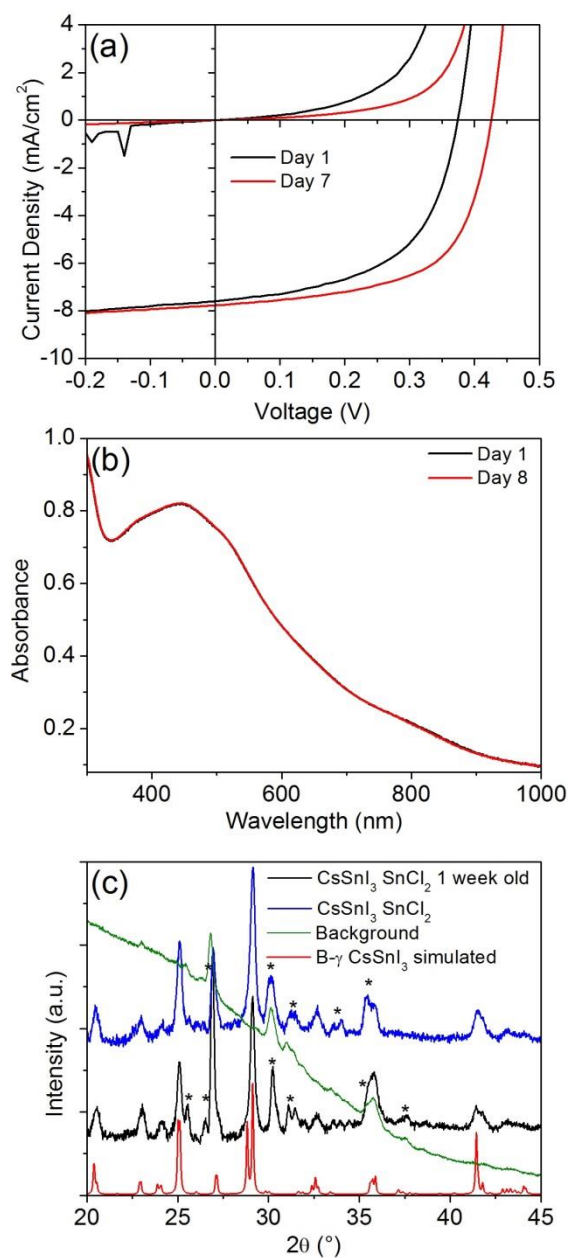 (a)
4
2
0
-2
-4
-6
-8
-10
Current Density (mA/cm²)
Day 1
Day 7
-0.2 -0.1 0.0 0.1 0.2 0.3 0.4 0.5
Voltage (V)
(b)
1.0
0.8
0.6
0.4
0.2
Absorbance
Day 1
Day 8
400 600 800 1000
Wavelength (nm)
(c)
CsSnI₃ SnCl₂ 1 week old
CsSnI₃ SnCl₂
Background
B-γ CsSnI₃ simulated
Intensity (a.u.)
* * * * *
* * * * * *
20 25 30 35 40 45
2θ (°)